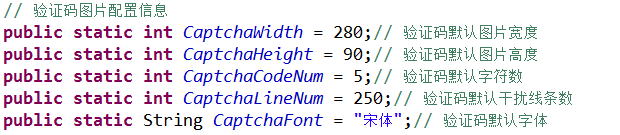 // 验证码图片配置信息
public static int CaptchaWidth = 280;// 验证码默认图片宽度
public static int CaptchaHeight = 90;// 验证码默认图片高度
public static int CaptchaCodeNum = 5;// 验证码默认字符数
public static int CaptchaLineNum = 250;// 验证码默认干扰线条数
public static String CaptchaFont = "宋体";// 验证码默认字体